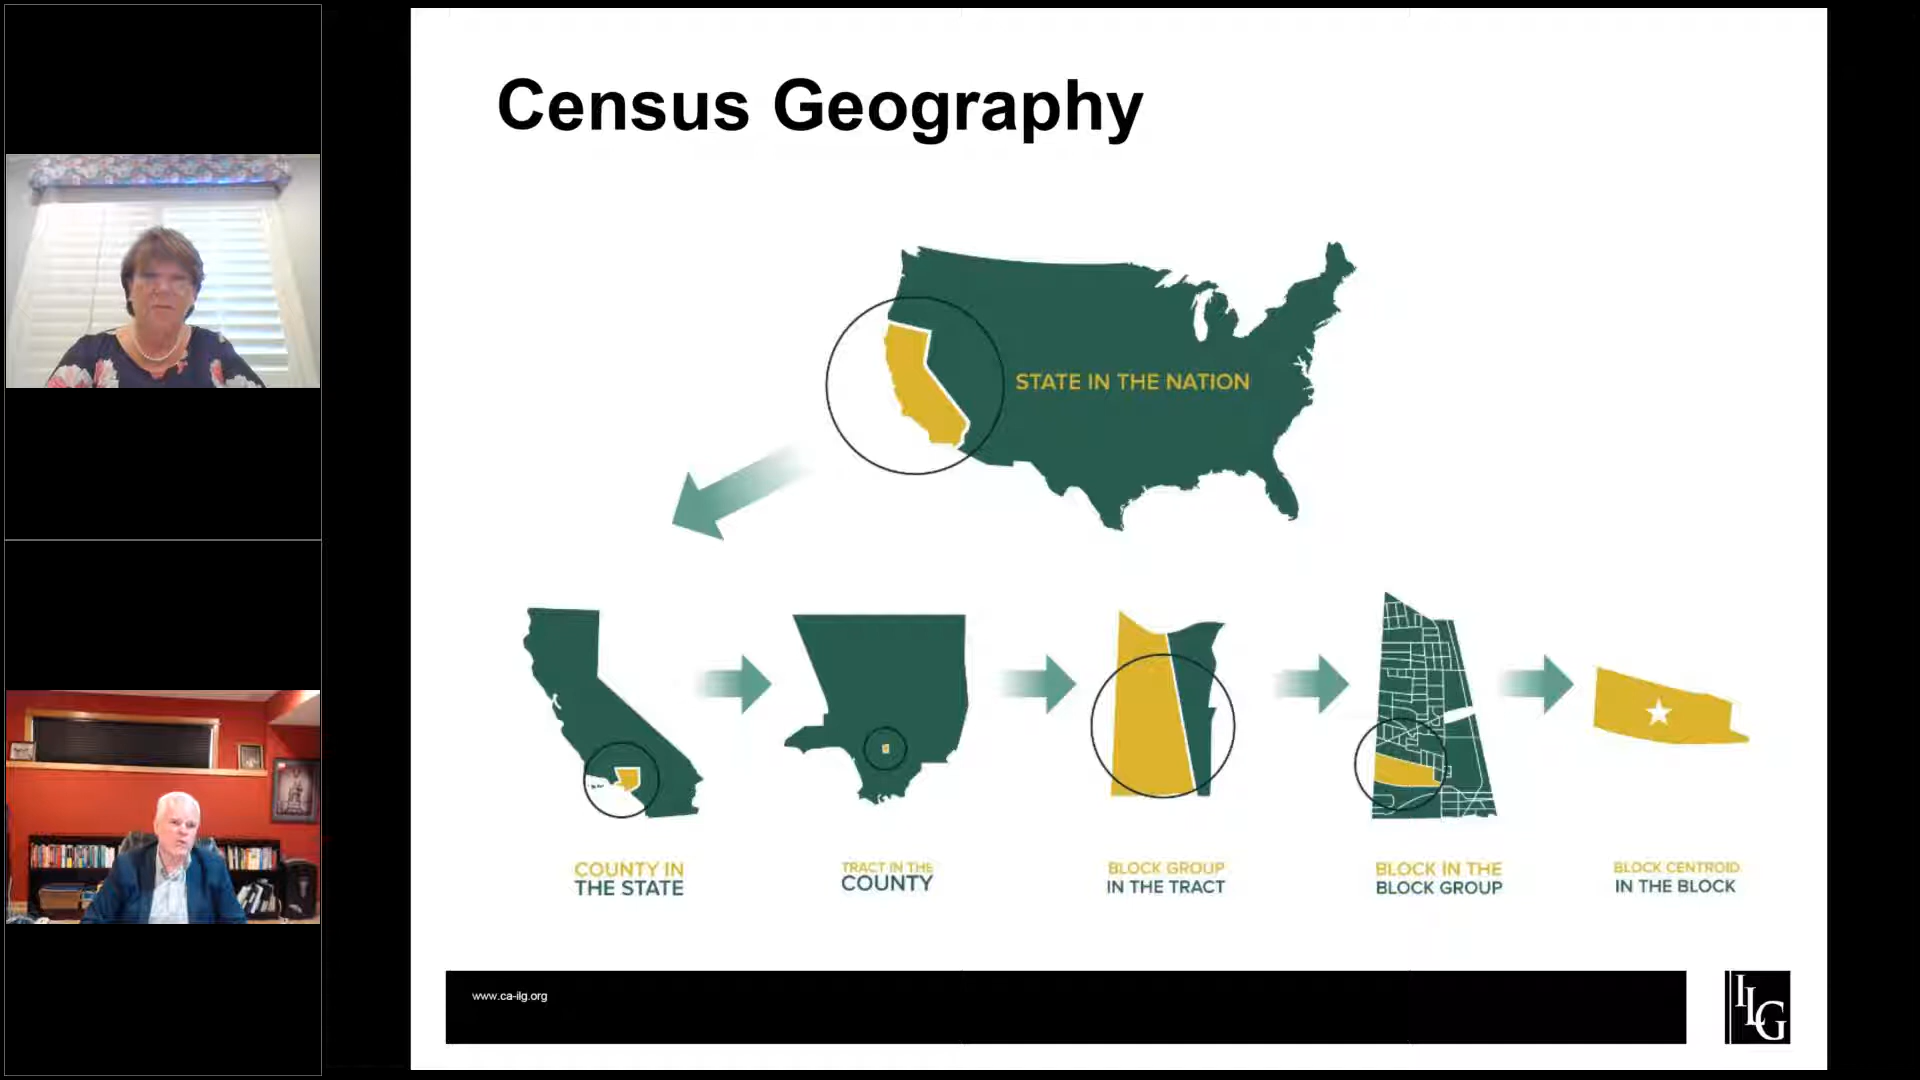 Census Geography
STATE IN THE NATION
COUNTY IN
THE STATE
TRACT IN THE
COUNTY
BLOCK GROUP
IN THE TRACT
BLOCK IN THE
BLOCK GROUP
BLOCK CENTROID
IN THE BLOCK
www.ca-ilg.org
ILG